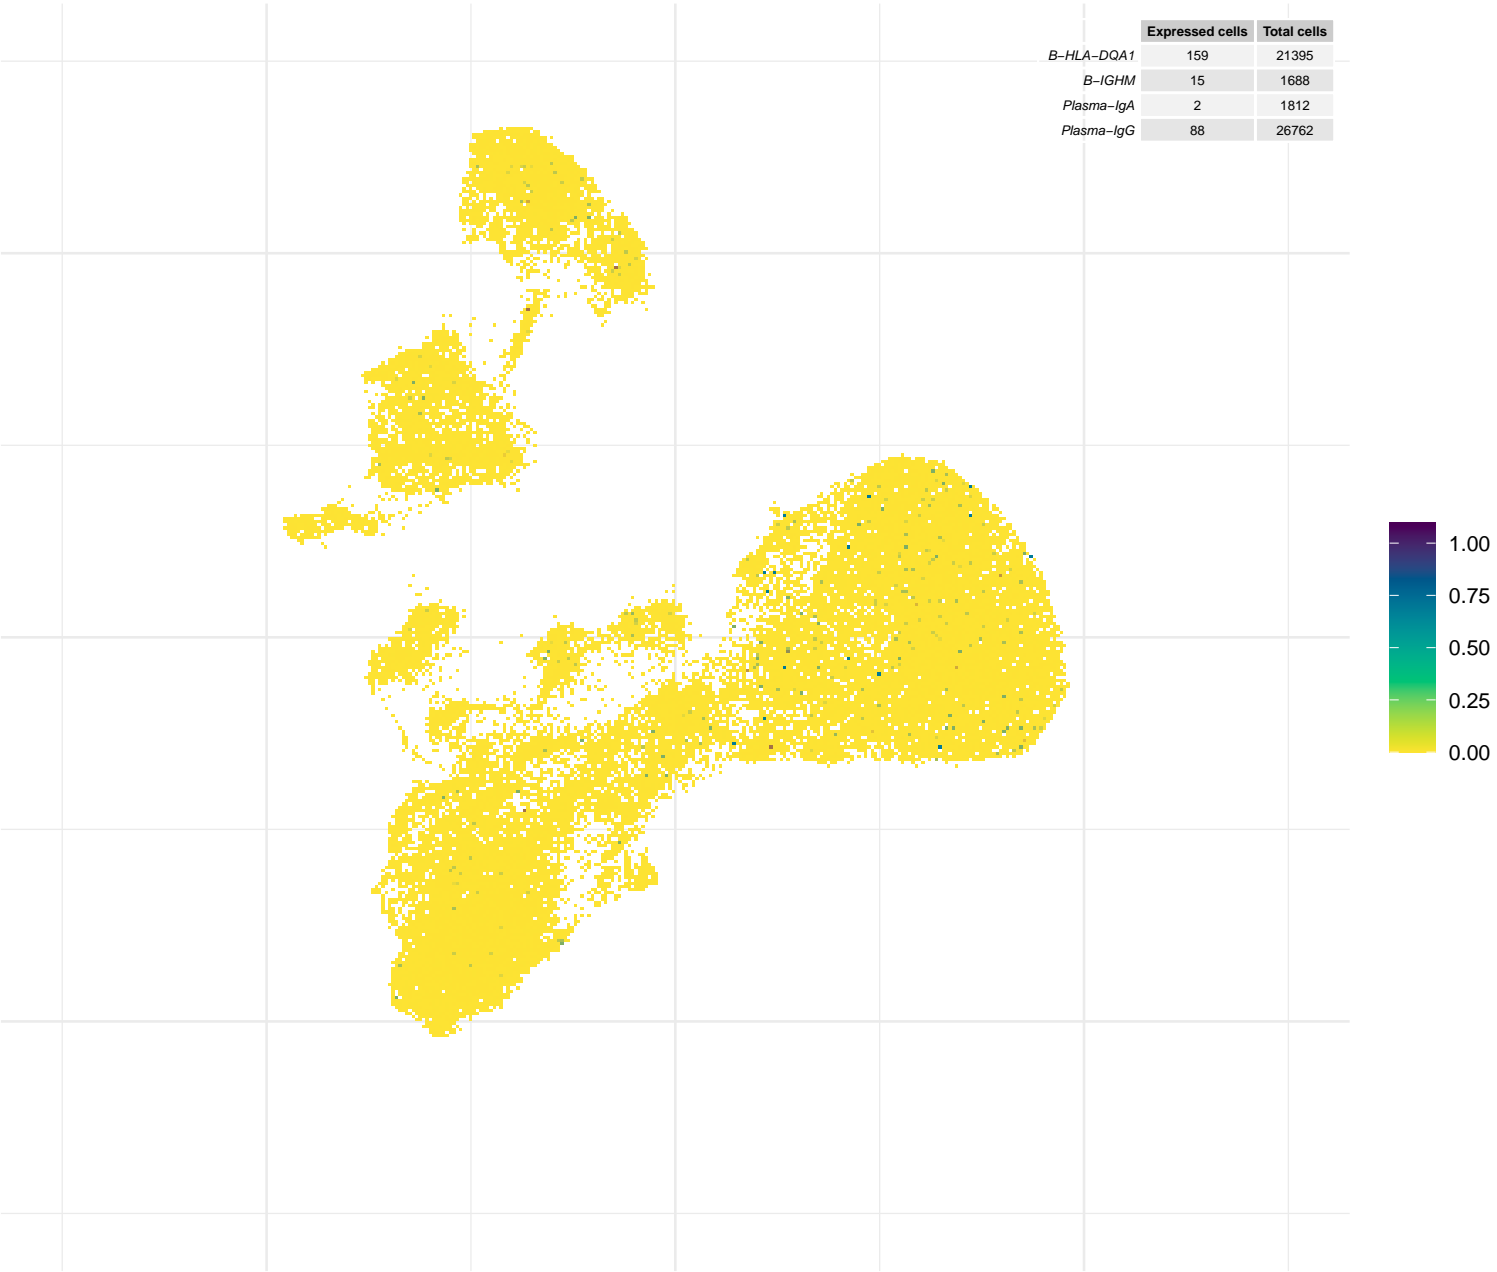 Expressed cells Total cells
B−HLA−DQA1 159 21395
B−IGHM 15 1688
Plasma−IgA 2 1812
Plasma−IgG 88 26762
1.00
0.75
0.50
0.25
0.00